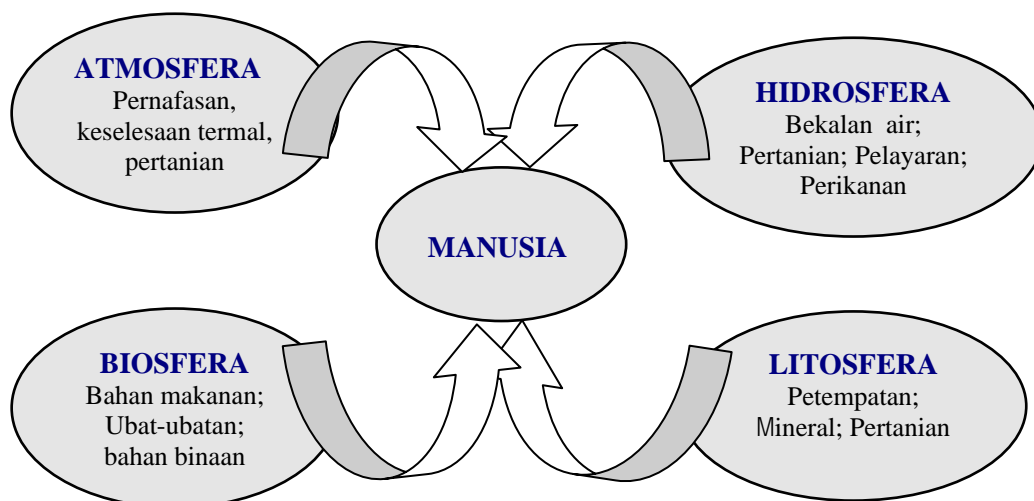 ATMOSFERA
Pernafasan,
keselesaan termal,
pertanian
HIDROSFERA
Bekalan air;
Pertanian; Pelayaran;
Perikanan
MANUSIA
BIOSFERA
Bahan makanan;
Ubat-ubatan;
bahan binaan
LITOSFERA
Petempatan;
Mineral; Pertanian